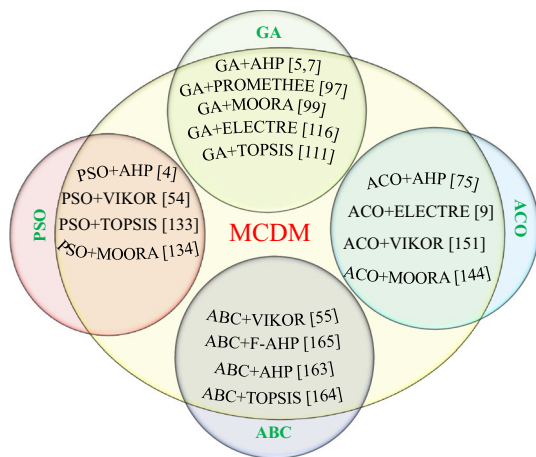 GA
GA+AHP [5,7]
GA+PROMETHEE [97]
GA+MOORA [99]
GA+ELECTRE [116]
GA+TOPSIS [111]
PSO
PSO+AHP [4]
PSO+VIKOR [54]
PSO+TOPSIS [133]
PSO+MOORA [134]
MCDM
ACO+AHP [75]
ACO+ELECTRE [9]
ACO+VIKOR [151]
ACO+MOORA [144]
ACO
ABC+VIKOR [55]
ABC+F-AHP [165]
ABC+AHP [163]
ABC+TOPSIS [164]
ABC